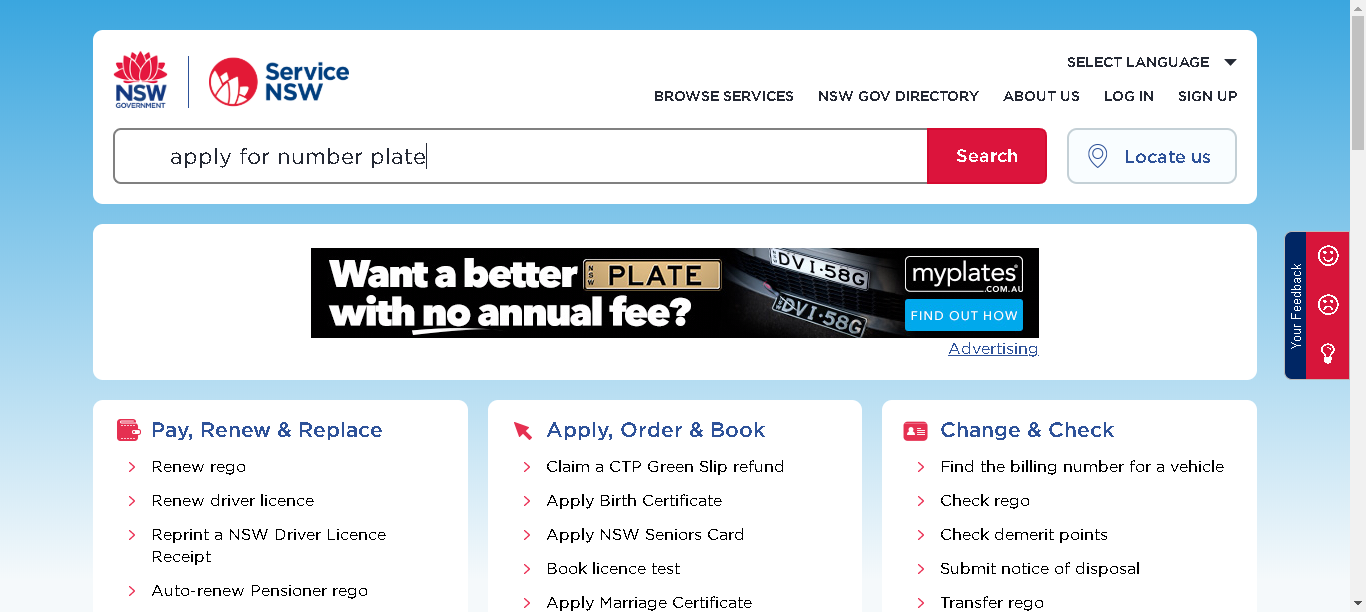 NSW
GOVERNMENT
Service
NSW
SELECT LANGUAGE
BROWSE SERVICES NSW GOV DIRECTORY ABOUT US LOG IN SIGN UP
apply for number plate
Search
Locate us
Want a better NSW PLATE
with no annual fee?
NSW DVI·58G
DVI·58G
myplates
.COM.AU
FIND OUT HOW
Advertising
Your Feedback
Pay, Renew & Replace
Renew rego
Renew driver licence
Reprint a NSW Driver Licence
Receipt
Auto-renew Pensioner rego
Apply, Order & Book
Claim a CTP Green Slip refund
Apply Birth Certificate
Apply NSW Seniors Card
Book licence test
Apply Marriage Certificate
Change & Check
Find the billing number for a vehicle
Check rego
Check demerit points
Submit notice of disposal
Transfer rego